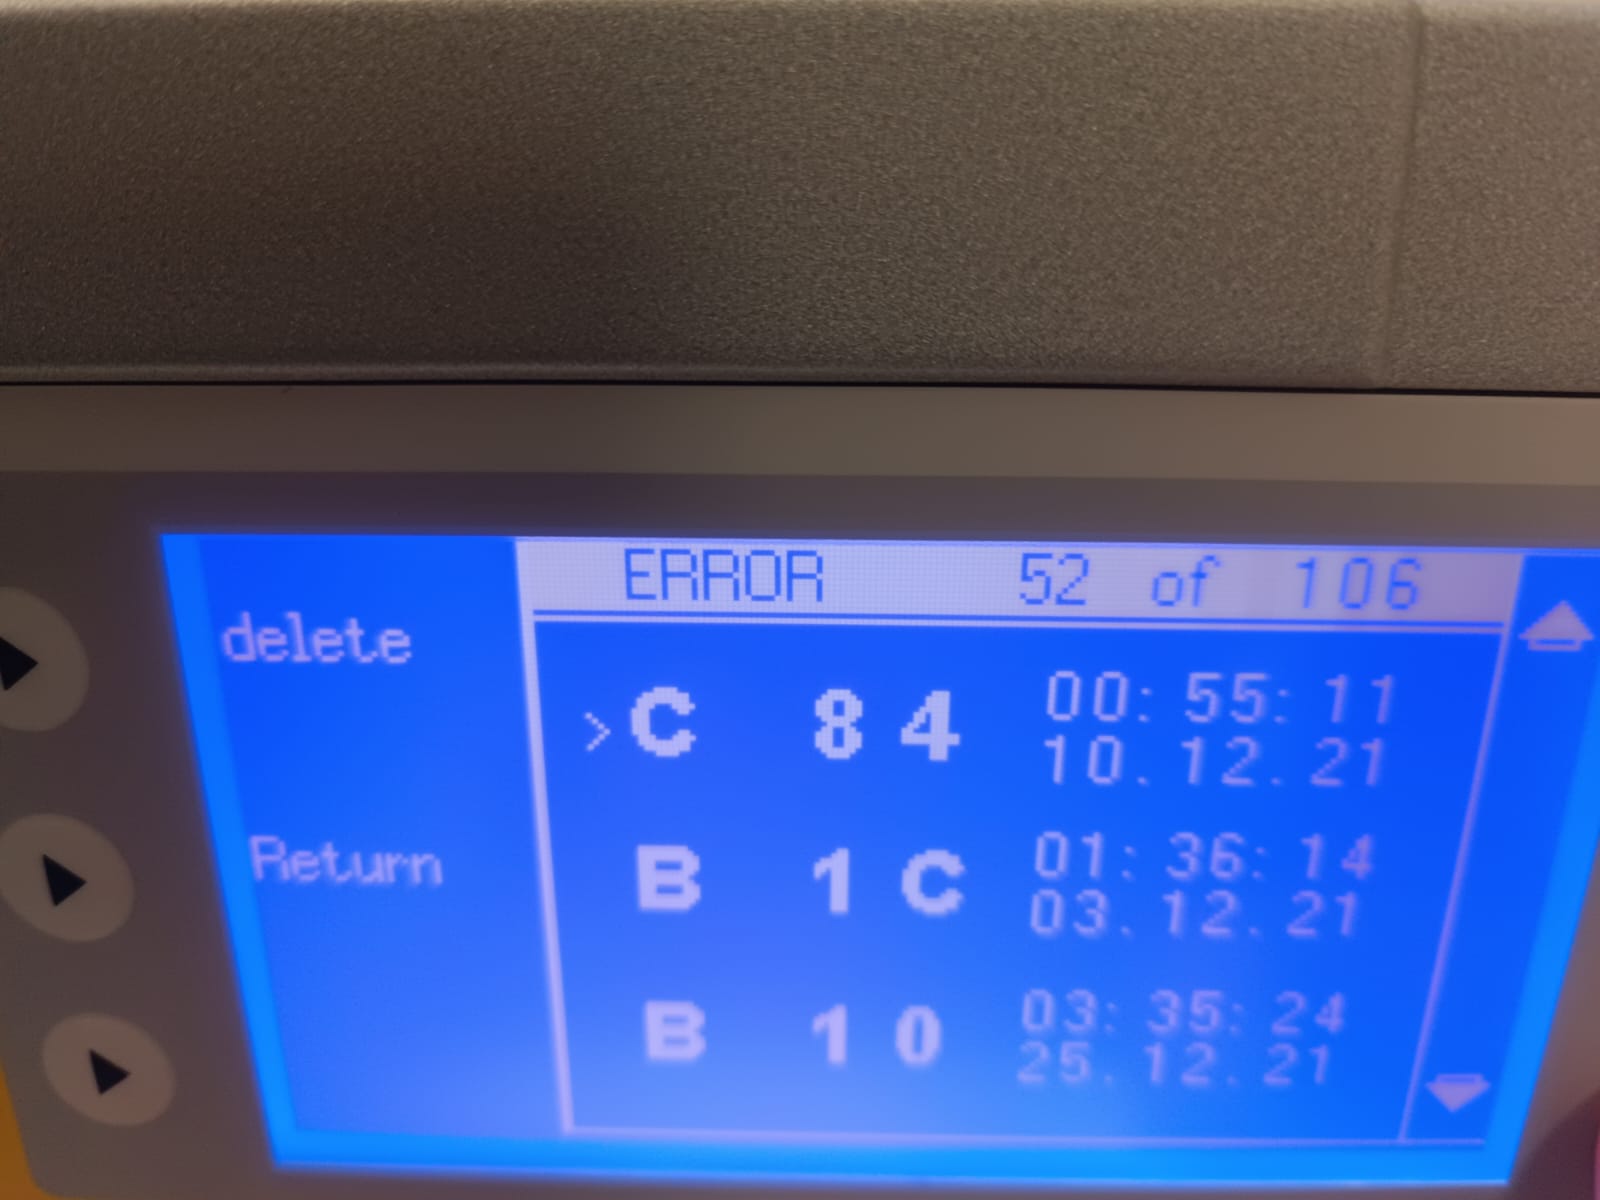 ERROR 52 of 106
delete
>C 84 00:55:11
10.12.21
Return
B 1C 01:36:14
03.12.21
B 10 03:35:24
25.12.21